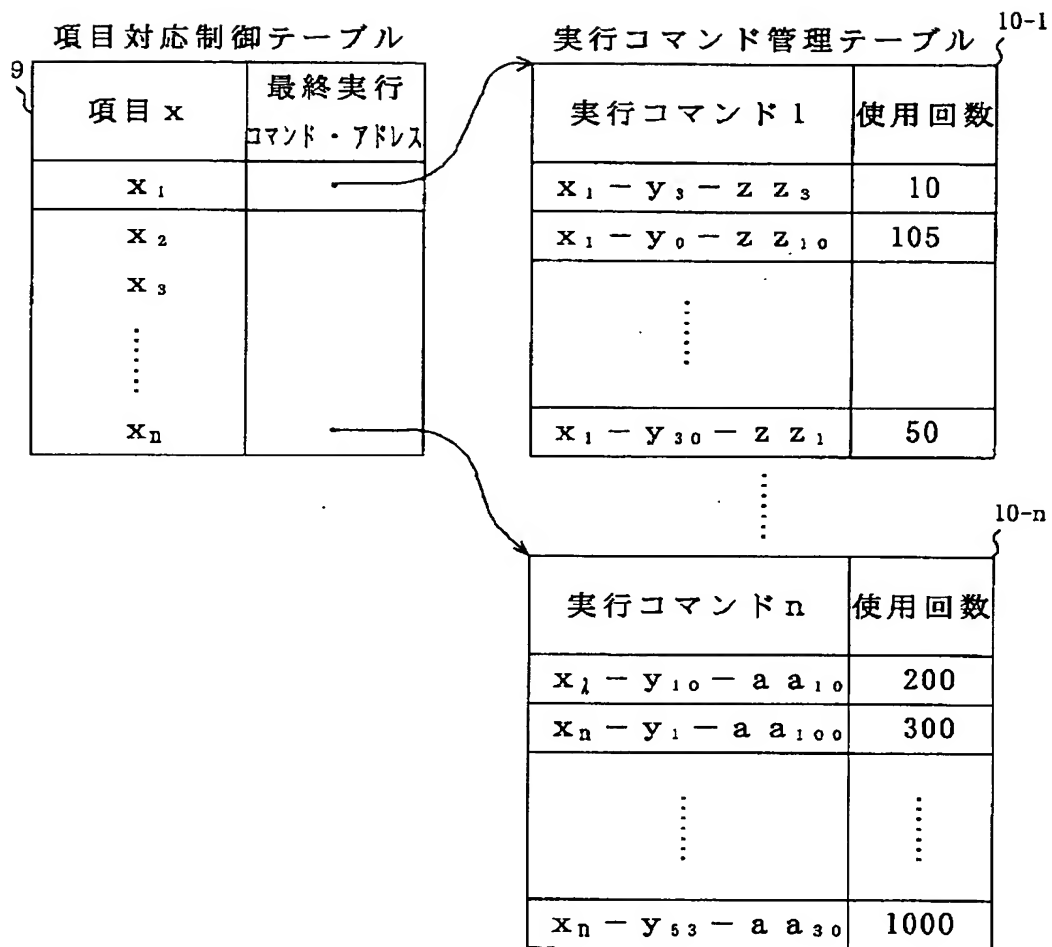 項目対応制御テーブル
9
項目x
最終実行
コマンド・アドレス
x₁
x₂
x₃
xₙ
実行コマンド管理テーブル
10-1
実行コマンド1 使用回数
x₁－y₃－z z₃ 10
x₁－y₀－z z₁₀ 105
x₁－y₃₀－z z₁ 50
10-n
実行コマンドn 使用回数
xλ－y₁₀－a a₁₀ 200
xₙ－y₁－a a₁₀₀ 300
xₙ－y₅₃－a a₃₀ 1000